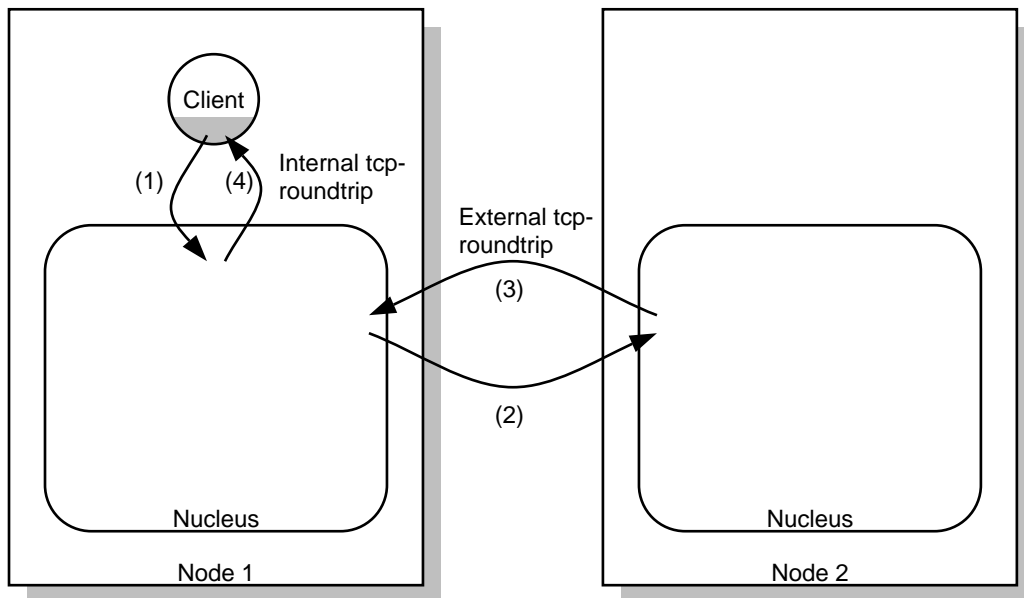 Client
(1)
(4)
Internal tcp-
roundtrip
External tcp-
roundtrip
(3)
(2)
Nucleus
Node 1
Nucleus
Node 2